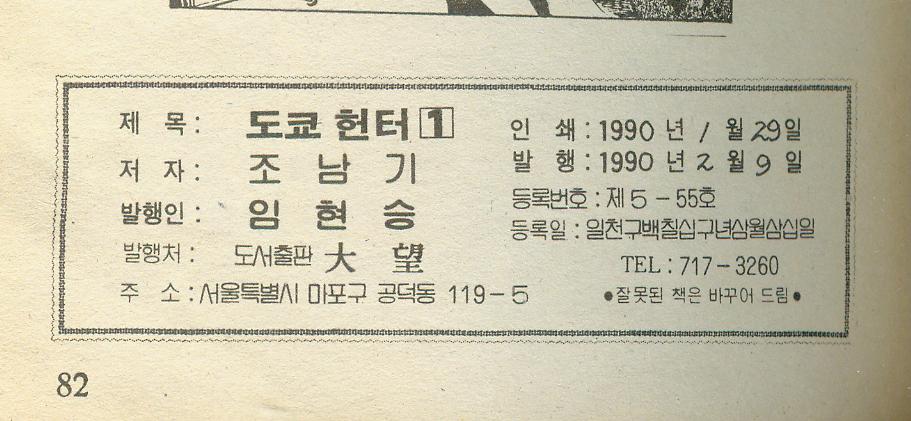 제 목 : 도쿄 헌터 1
저 자 : 조 남 기
발행인 : 임 현 승
발행처 : 도서출판 大 望
주 소 : 서울특별시 마포구 공덕동 119-5
인 쇄 : 1990 년 1 월 29일
발 행 : 1990 년 2 월 9 일
등록번호 : 제 5 - 55호
등록일 : 일천구백칠십구년삼월삼십일
TEL : 717-3260
●잘못된 책은 바꾸어 드림●
82